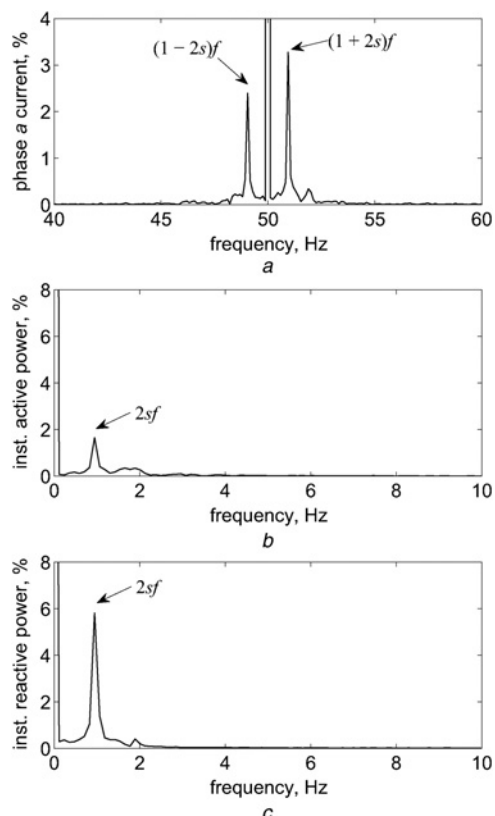 4
3
2
1
0
phase a current, %
(1 − 2s)f
(1 + 2s)f
40 45 50 55 60
frequency, Hz
a
8
6
4
2
0
inst. active power, %
2sf
0 2 4 6 8 10
frequency, Hz
b
8
6
4
2
0
inst. reactive power, %
2sf
0 2 4 6 8 10
frequency, Hz
c